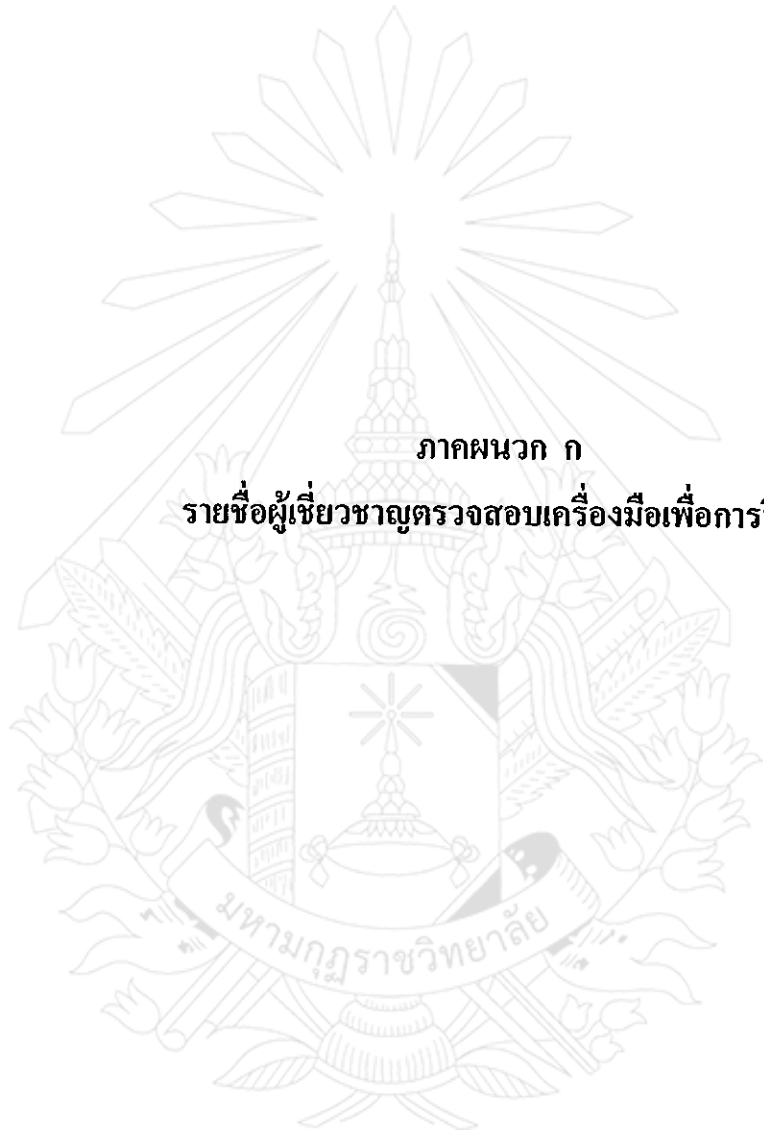 ภาคผนวก ก
รายชื่อผู้เชี่ยวชาญตรวจสอบเครื่องมือเพื่อการ
มหามกุฏราชวิทยาลัย